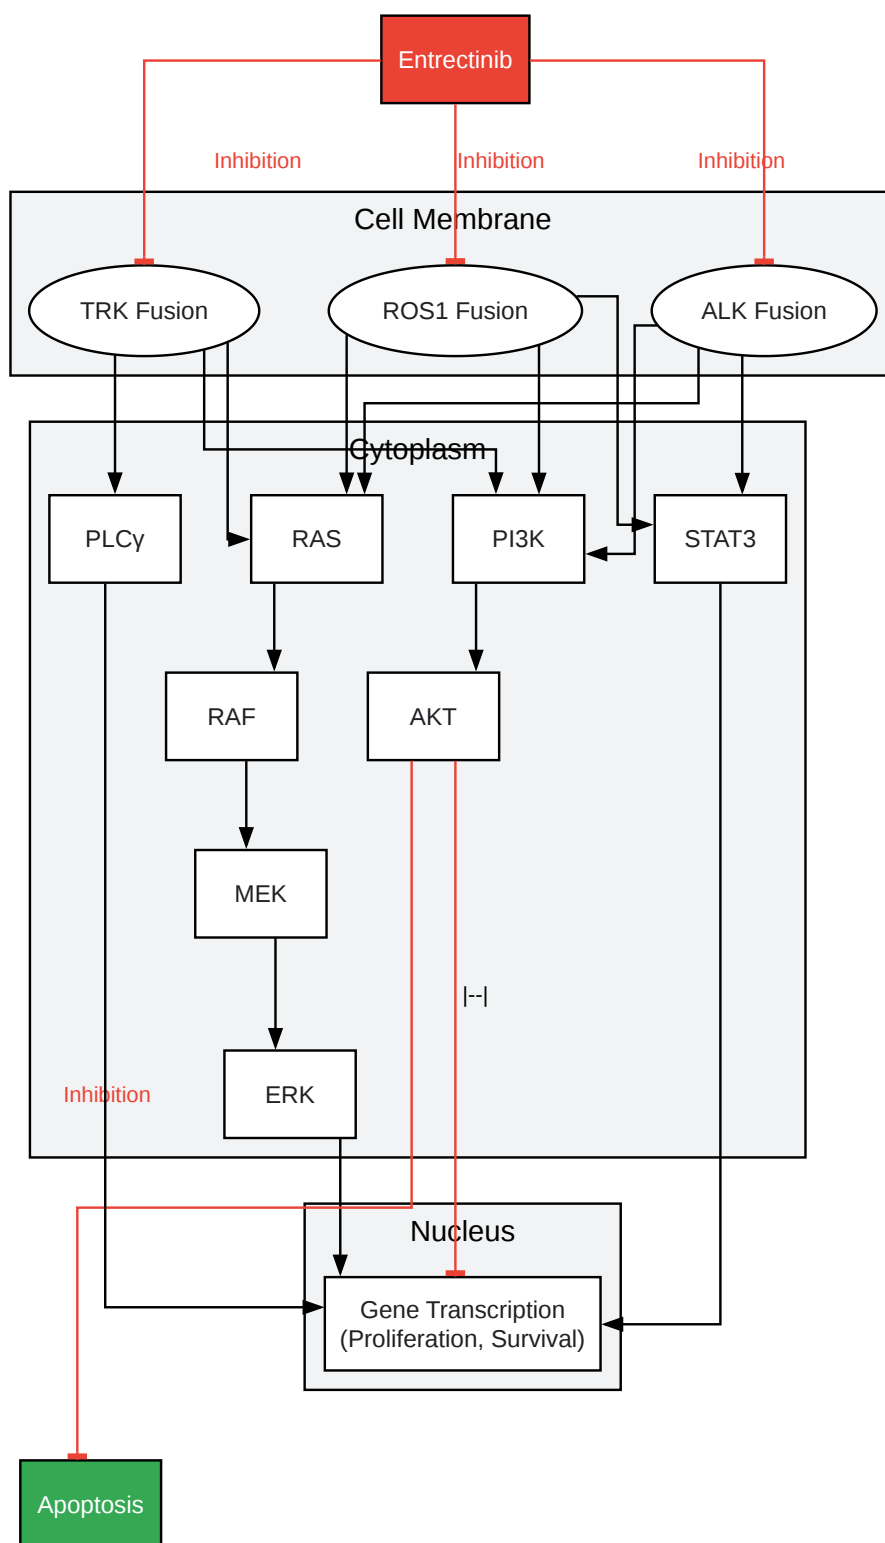 Entrectinib
Inhibition
Inhibition
Inhibition
Cell Membrane
TRK Fusion
ROS1 Fusion
ALK Fusion
Cytoplasm
PLCγ
RAS
PI3K
STAT3
RAF
AKT
MEK
|--|
ERK
Inhibition
Nucleus
Gene Transcription
(Proliferation, Survival)
Apoptosis